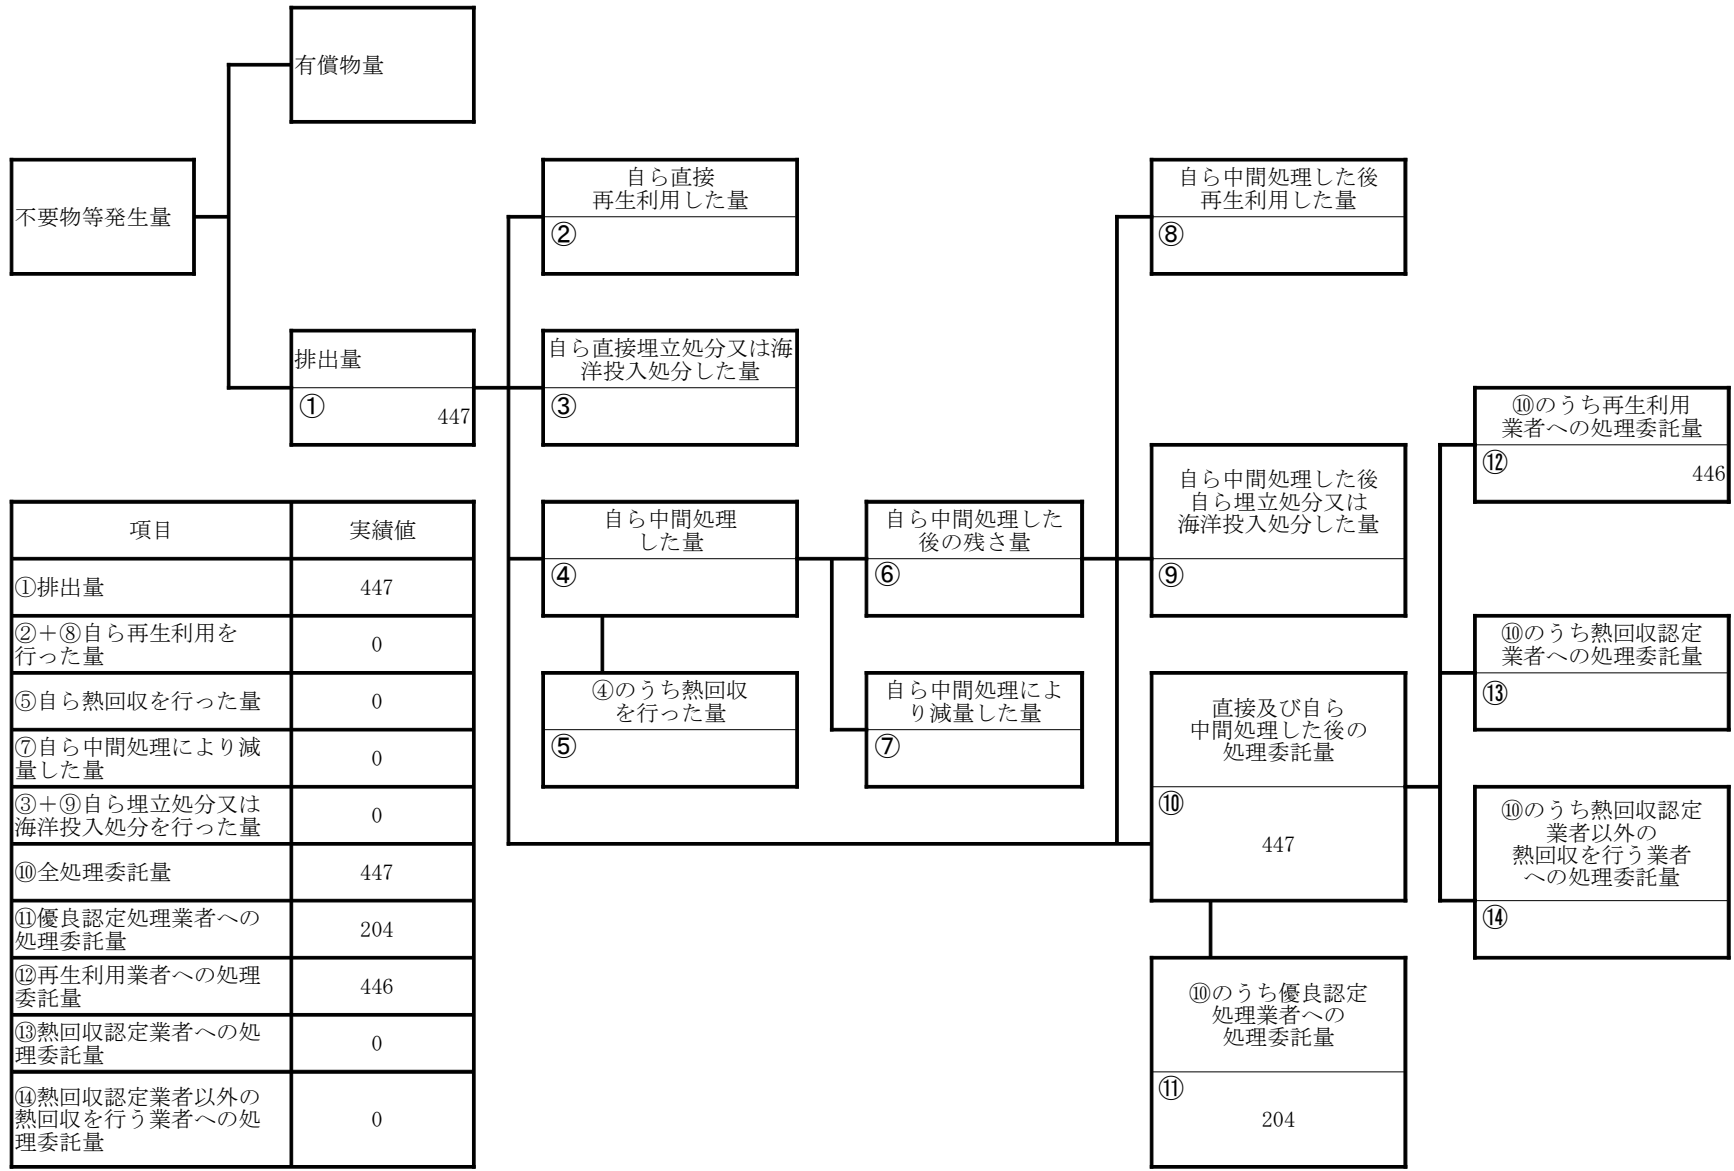 有償物量
不要物等発生量
自ら直接
再生利用した量
②
自ら中間処理した後
再生利用した量
⑧
排出量
①
447
自ら直接埋立処分又は海
洋投入処分した量
③
⑩のうち再生利用
業者への処理委託量
⑫
446
自ら中間処理
した量
④
自ら中間処理した
後の残さ量
⑥
自ら中間処理した後
自ら埋立処分又は
海洋投入処分した量
⑨
④のうち熱回収
を行った量
⑤
自ら中間処理によ
り減量した量
⑦
直接及び自ら
中間処理した後の
処理委託量
⑩
447
⑩のうち熱回収認定
業者への処理委託量
⑬
⑩のうち熱回収認定
業者以外の
熱回収を行う業者
への処理委託量
⑭
⑩のうち優良認定
処理業者への
処理委託量
⑪
204
項目 実績値
①排出量 447
②+⑧自ら再生利用を
行った量 0
⑤自ら熱回収を行った量 0
⑦自ら中間処理により減
量した量 0
③+⑨自ら埋立処分又は
海洋投入処分を行った量 0
⑩全処理委託量 447
⑪優良認定処理業者への
処理委託量 204
⑫再生利用業者への処理
委託量 446
⑬熱回収認定業者への処
理委託量 0
⑭熱回収認定業者以外の
熱回収を行う業者への処 0
理委託量